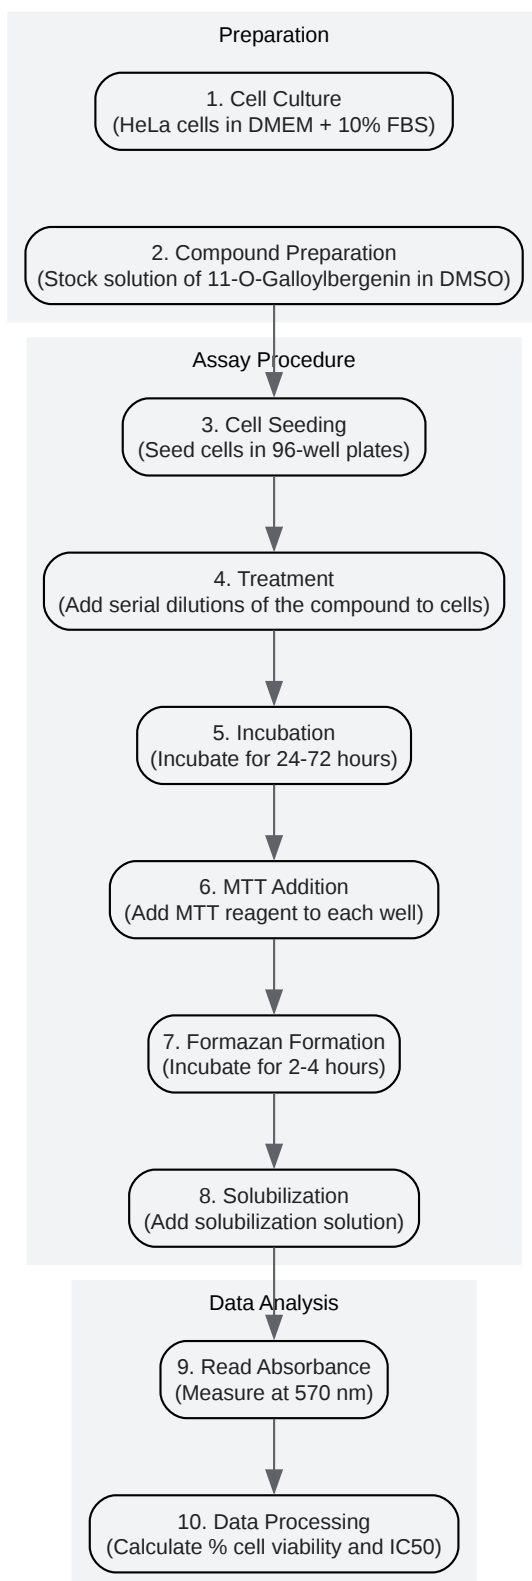 Preparation
1. Cell Culture
(HeLa cells in DMEM + 10% FBS)
2. Compound Preparation
(Stock solution of 11-O-Galloylbergenin in DMSO)
Assay Procedure
3. Cell Seeding
(Seed cells in 96-well plates)
4. Treatment
(Add serial dilutions of the compound to cells)
5. Incubation
(Incubate for 24-72 hours)
6. MTT Addition
(Add MTT reagent to each well)
7. Formazan Formation
(Incubate for 2-4 hours)
8. Solubilization
(Add solubilization solution)
Data Analysis
9. Read Absorbance
(Measure at 570 nm)
10. Data Processing
(Calculate % cell viability and IC50)